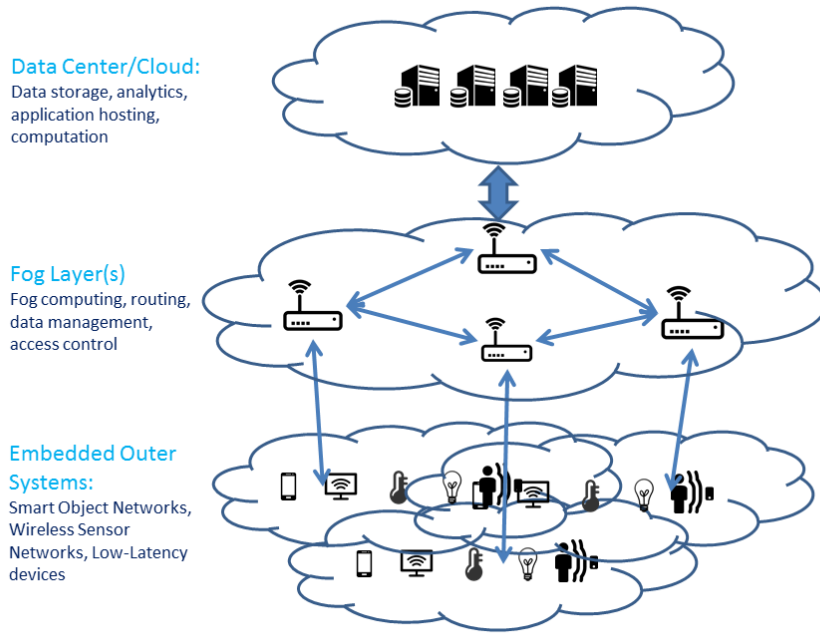 Data Center/Cloud:
Data storage, analytics,
application hosting,
computation
Fog Layer(s)
Fog computing, routing,
data management,
access control
Embedded Outer
Systems:
Smart Object Networks,
Wireless Sensor
Networks, Low-Latency
devices